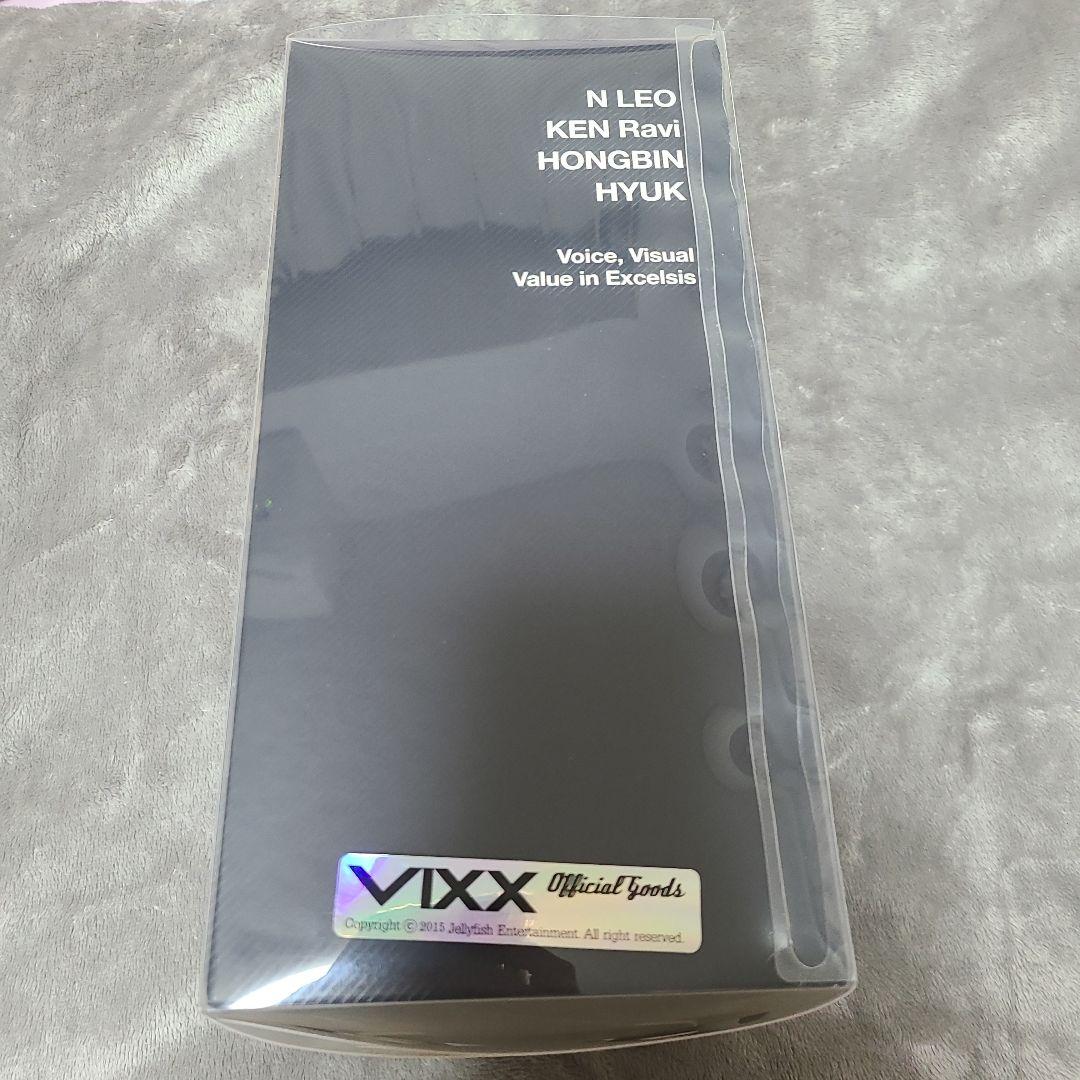 N LEO
KEN Ravi
HONGBIN
HYUK
Voice, Visual
Value in Excelsis
VIXX Official Goods
Copyright ⓒ 2015 Jellyfish Entertainment. All right reserved.